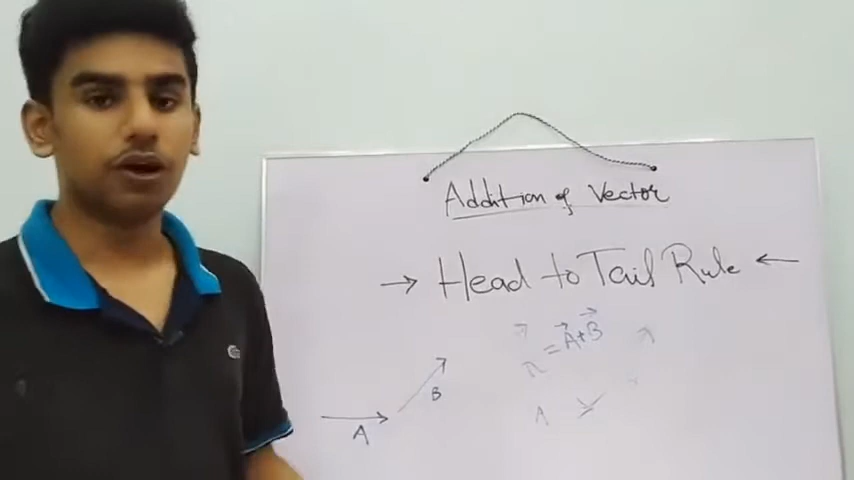 Addition of Vector
→ Head to Tail Rule ←
R⃗ = A⃗+B⃗
B
A
A